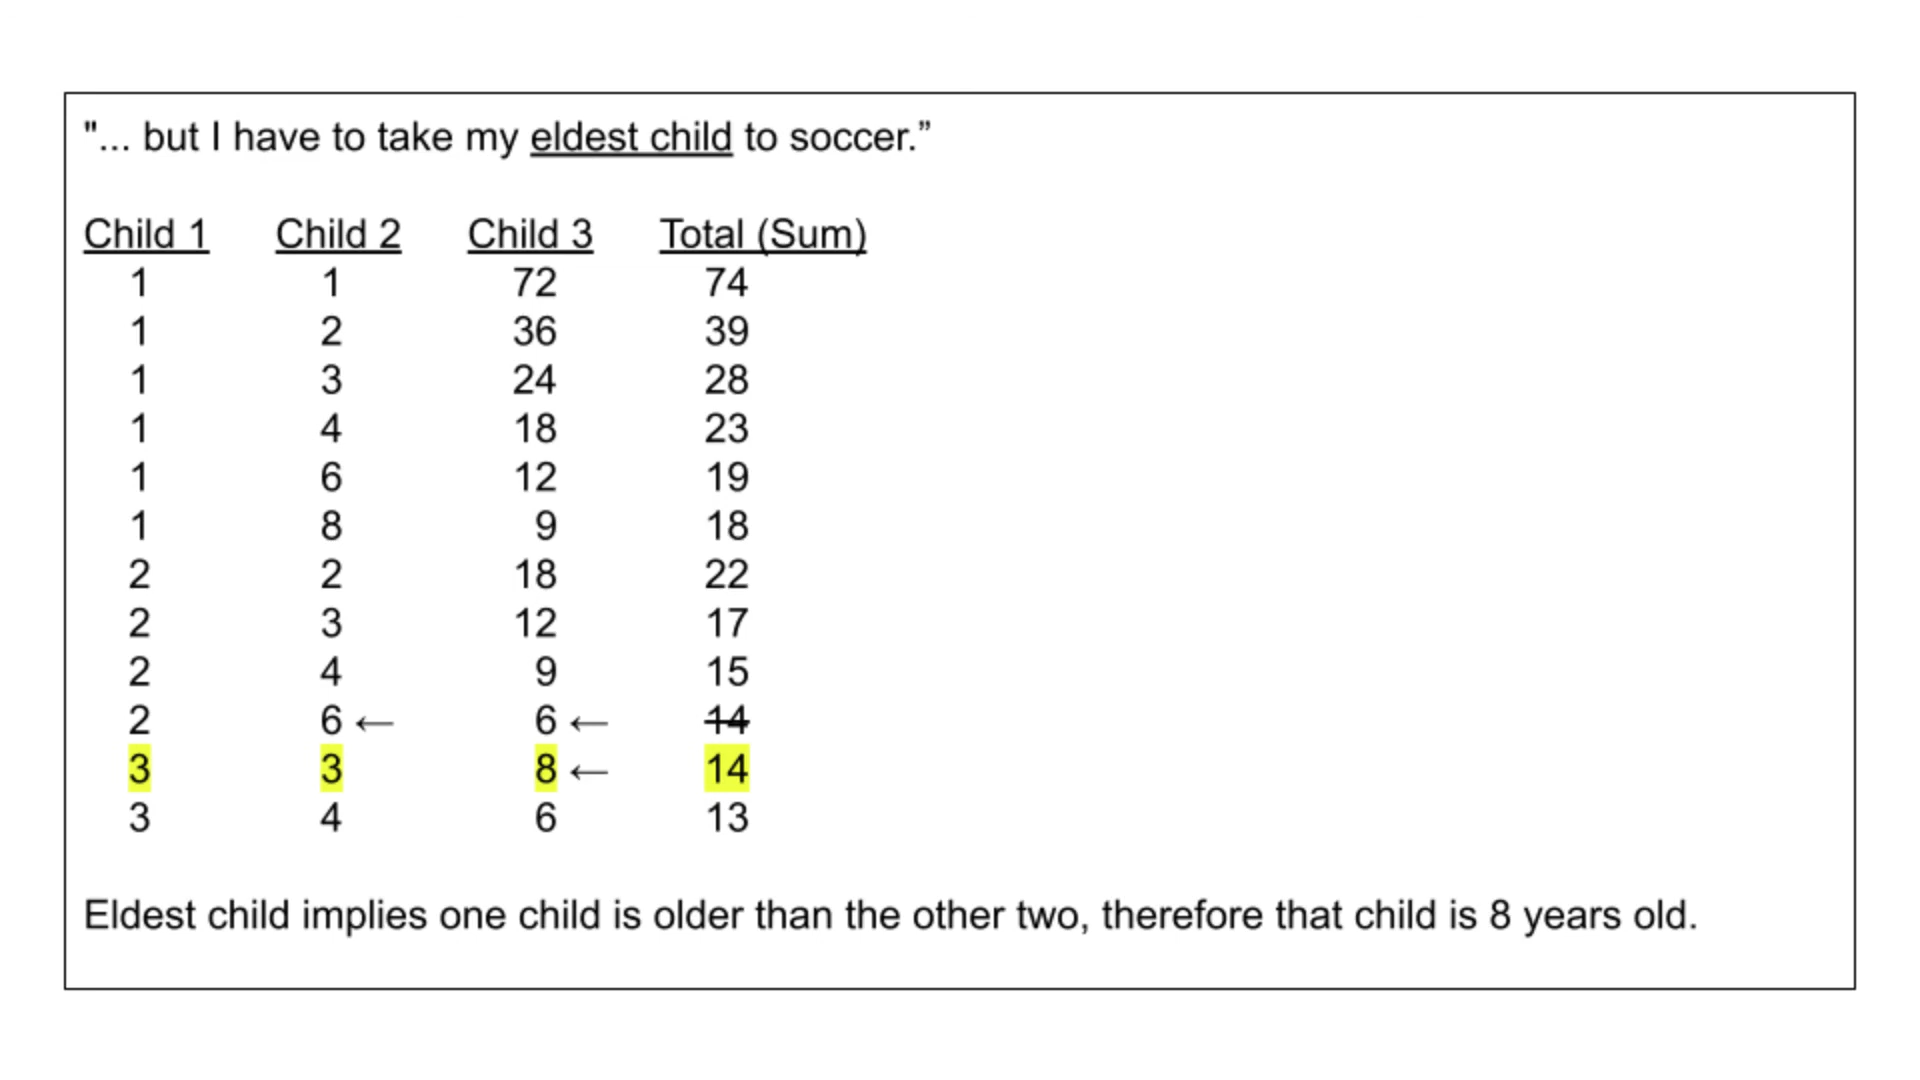 "... but I have to take my eldest child to soccer.”
Child 1 Child 2 Child 3 Total (Sum)
1 1 72 74
1 2 36 39
1 3 24 28
1 4 18 23
1 6 12 19
1 8 9 18
2 2 18 22
2 3 12 17
2 4 9 15
2 6 ← 6 ← 14
3 3 8 ← 14
3 4 6 13
Eldest child implies one child is older than the other two, therefore that child is 8 years old.